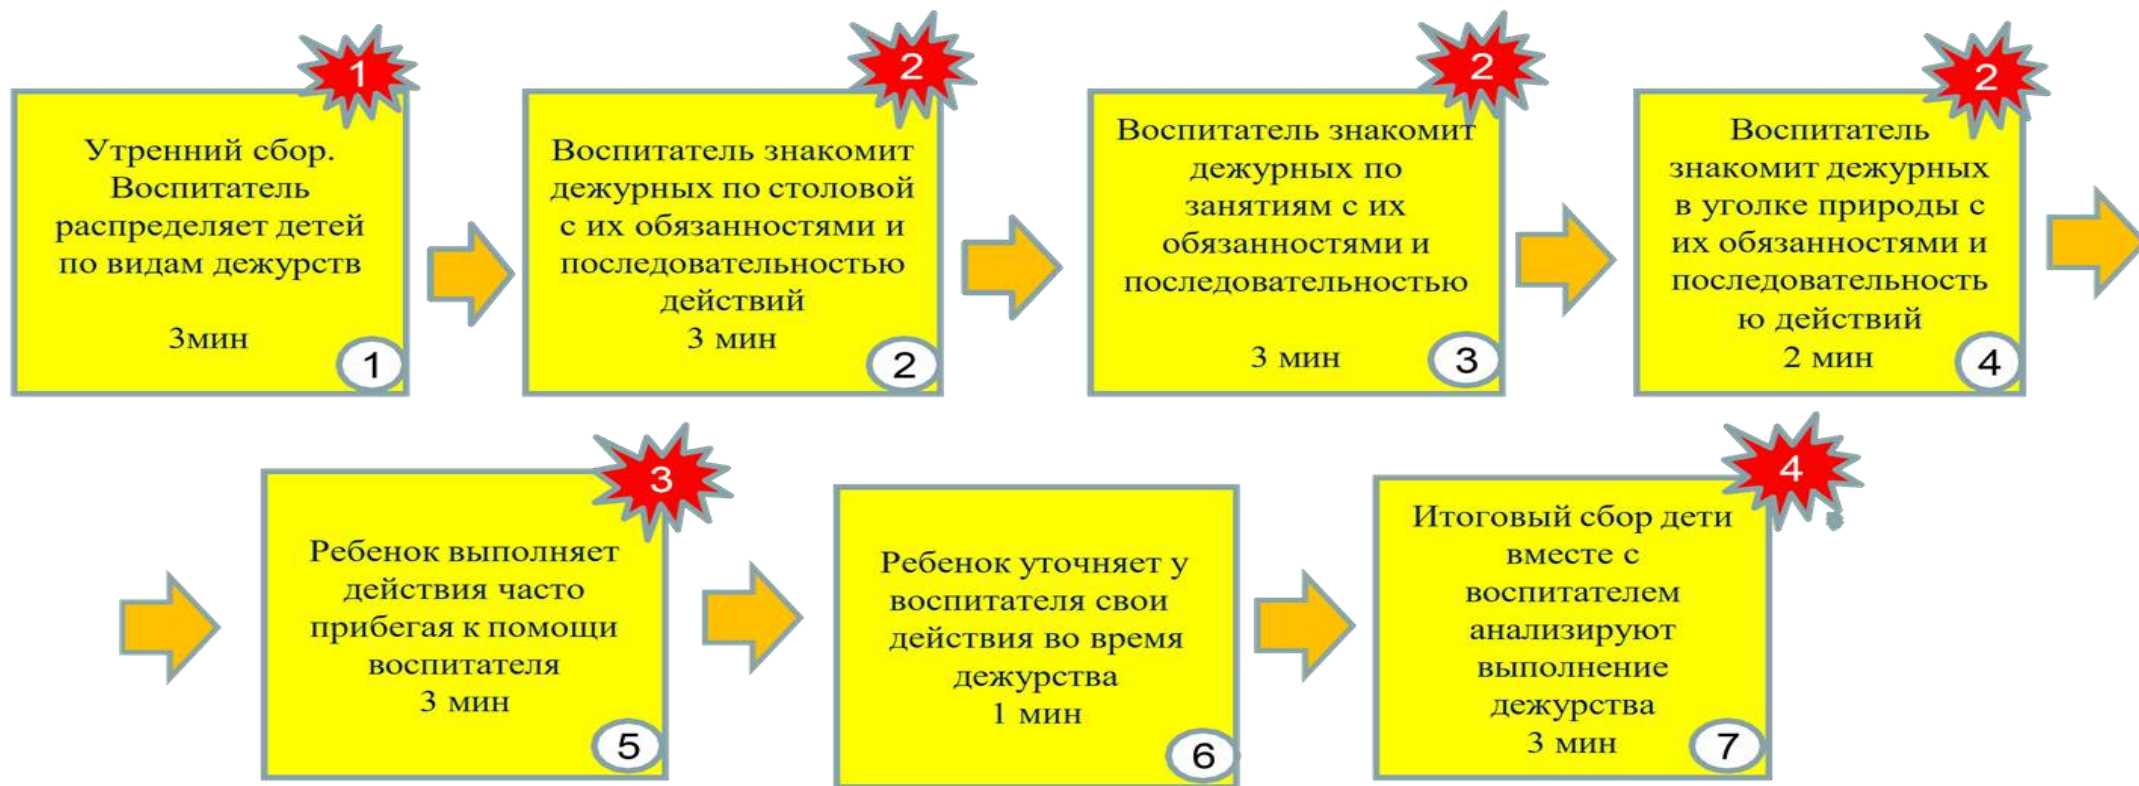 1
Утренний сбор.
Воспитатель
распределяет детей
по видам дежурств
3мин
1
2
Воспитатель знакомит
дежурных по столовой
с их обязанностями и
последовательностью
действий
3 мин
2
2
Воспитатель знакомит
дежурных по
занятиям с их
обязанностями и
последовательностью
3 мин
3
2
Воспитатель
знакомит дежурных
в уголке природы с
их обязанностями и
последовательность
ю действий
2 мин
4
3
Ребенок выполняет
действия часто
прибегая к помощи
воспитателя
3 мин
5
Ребенок уточняет у
воспитателя свои
действия во время
дежурства
1 мин
6
4
Итоговый сбор дети
вместе с
воспитателем
анализируют
выполнение
дежурства
3 мин
7